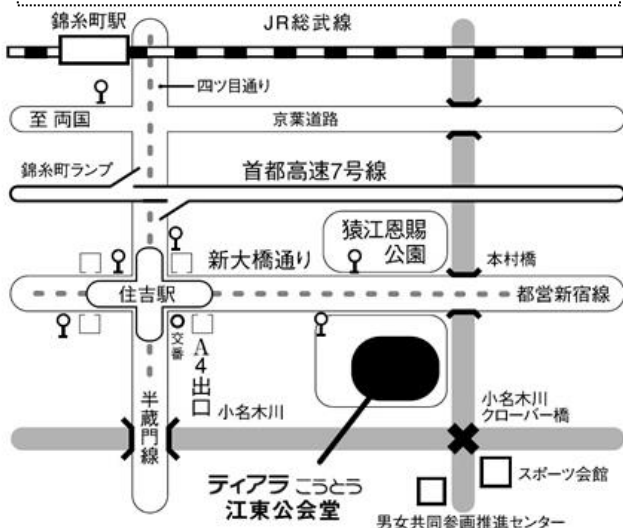 錦糸町駅
JR総武線
四ツ目通り
至 両国
京葉道路
錦糸町ランプ
首都高速7号線
猿江恩賜
公園
新大橋通り
本村橋
住吉駅
都営新宿線
交番
A4出口
半蔵門線
小名木川
小名木川
クローバー橋
ティアラ こうとう
江東公会堂
スポーツ会館
男女共同参画推進センター